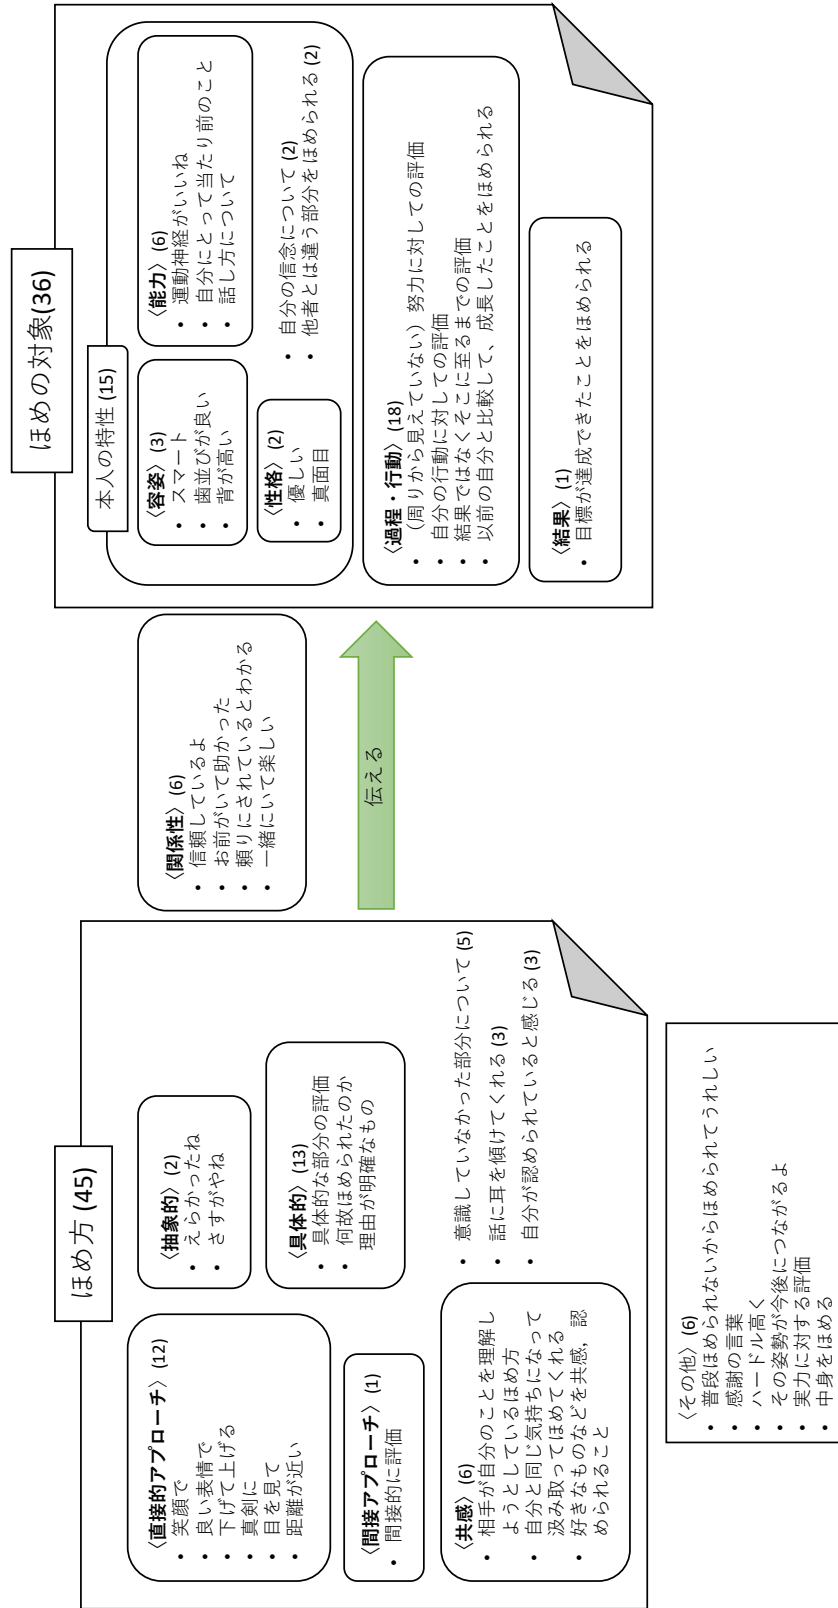 ほめ方 (45)
〈直接的アプローチ〉(12)
• 笑顔で
• 良い表情で
• 下げて上げる
• 真剣に
• 目を見て
• 距離が近い
〈抽象的〉(2)
• えらかったね
• さすがやね
〈間接アプローチ〉(1)
• 間接的に評価
〈具体的〉(13)
• 具体的な部分の評価
• 何故ほめられたのか
理由が明確なもの
〈共感〉(6)
• 相手が自分のことを理解し
ようとしているほめ方
• 自分と同じ気持ちになって
汲み取ってほめてくれる
• 好きなものなどを共感，認
められること
• 意識していなかった部分について (5)
• 話に耳を傾けてくれる (3)
• 自分が認められていると感じる (3)
〈その他〉(6)
• 普段ほめられないからほめられてうれしい
• 感謝の言葉
• ハードル高く
• その姿勢が今後につながるよ
• 実力に対する評価
• 中身をほめる
〈関係性〉(6)
• 信頼しているよ
• お前がいて助かった
• 頼りにされているとわかる
• 一緒にいて楽しい
伝える
ほめの対象(36)
本人の特性 (15)
〈容姿〉(3)
• スマート
• 歯並びが良い
• 背が高い
〈能力〉(6)
• 運動神経がいいね
• 自分にとって当たり前のこと
• 話し方について
〈性格〉(2)
• 優しい
• 真面目
• 自分の信念について (2)
• 他者とは違う部分をほめられる (2)
〈過程・行動〉(18)
• （周りから見えていない）努力に対しての評価
• 自分の行動に対しての評価
• 結果ではなくそこに至るまでの評価
• 以前の自分と比較して、成長したことをほめられる
〈結果〉(1)
• 目標が達成できたことをほめられる